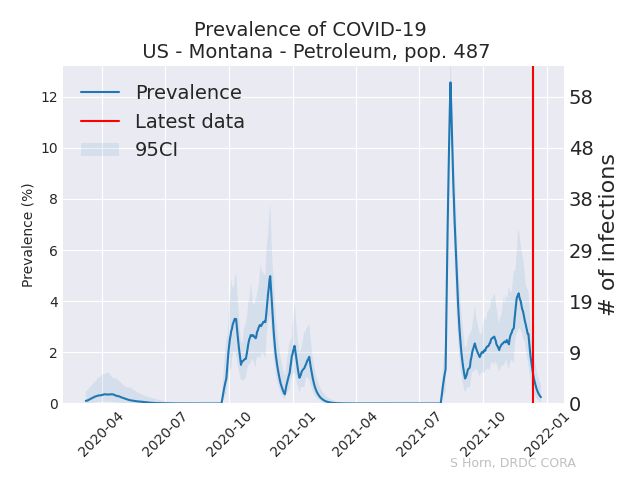 Prevalence of COVID-19
US - Montana - Petroleum, pop. 487
Prevalence
Latest data
95CI
Prevalence (%)
12
10
8
6
4
2
0
# of infections
58
48
38
29
19
9
0
2020-04
2020-07
2020-10
2021-01
2021-04
2021-07
2021-10
2022-01
S Horn, DRDC CORA